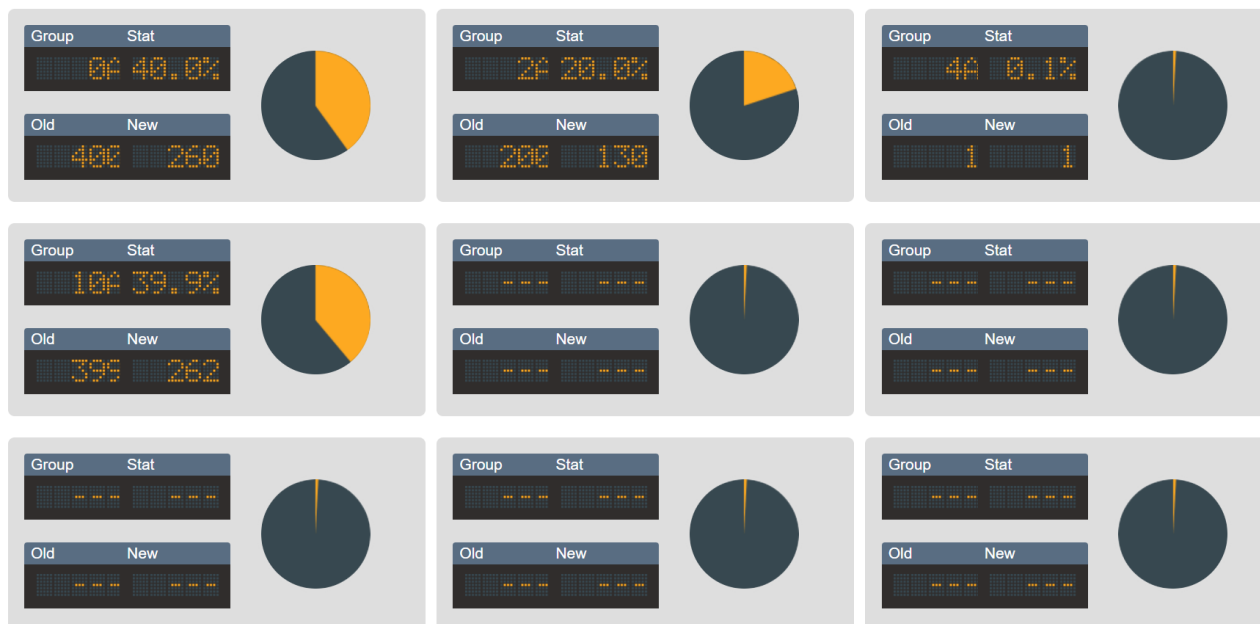 Group Stat
0A 40.0%
Old New
400 260
Group Stat
2A 20.0%
Old New
200 130
Group Stat
4A 0.1%
Old New
1 1
Group Stat
10A 39.9%
Old New
399 262
Group Stat
--- ---
Old New
--- ---
Group Stat
--- ---
Old New
--- ---
Group Stat
--- ---
Old New
--- ---
Group Stat
--- ---
Old New
--- ---
Group Stat
--- ---
Old New
--- ---